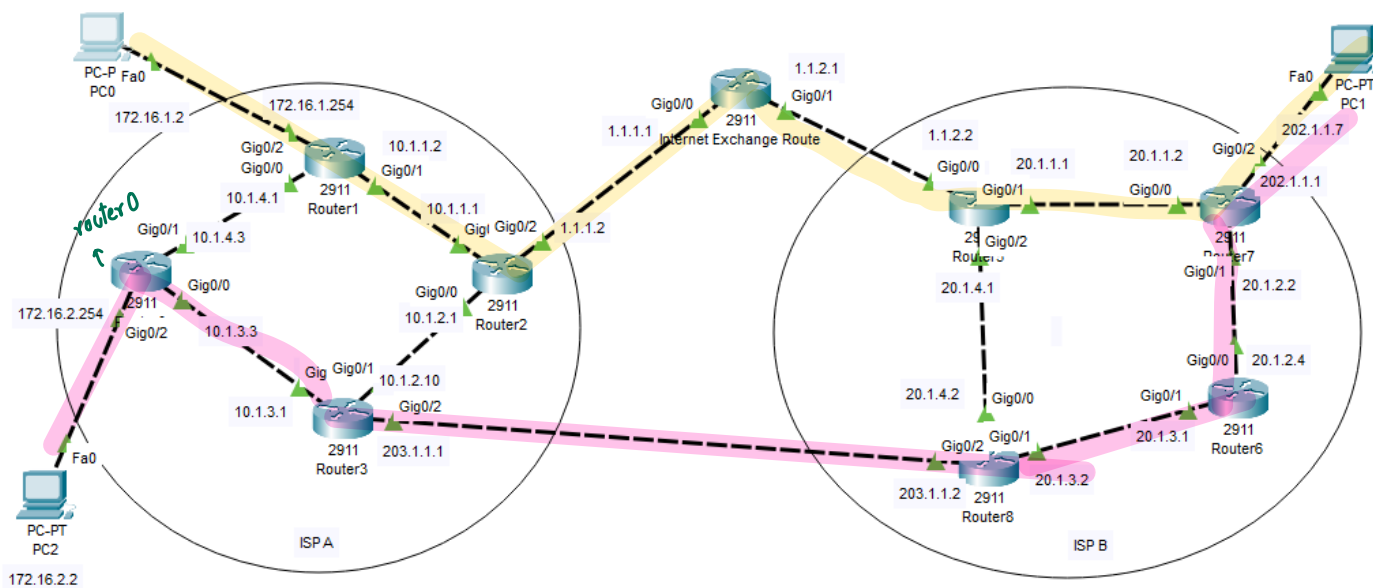 PC-P
PC0
Fa0
172.16.1.2
172.16.1.254
Gig0/2
Gig0/0
10.1.1.2
Gig0/1
2911
Router1
10.1.4.1
router0
Gig0/1
10.1.4.3
10.1.1.1
Gig0/2
1.1.1.2
2911
Router2
Gig0/0
10.1.2.1
2911
172.16.2.254
Gig0/2
Gig0/0
10.1.3.3
Gig
Gig0/1
10.1.2.10
10.1.3.1
Gig0/2
2911
Router3
203.1.1.1
Fa0
PC-PT
PC2
172.16.2.2
ISP A
1.1.2.1
Gig0/0
Gig0/1
1.1.1.1
2911
Internet Exchange Route
1.1.2.2
Gig0/0
20.1.1.1
Gig0/1
Gig0/2
20.1.4.1
20.1.1.2
Gig0/0
Gig0/2
Fa0
PC-PT
PC1
202.1.1.7
202.1.1.1
2911
Router7
Gig0/1
20.1.2.2
Gig0/0
20.1.2.4
20.1.4.2
Gig0/0
Gig0/1
2911
Router6
20.1.3.1
Gig0/2
Gig0/1
20.1.3.2
203.1.1.2
2911
Router8
ISP B